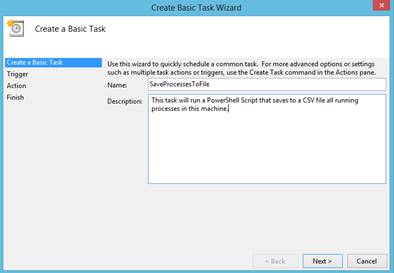 Create Basic Task Wizard
Create a Basic Task
Create a Basic Task
Trigger
Action
Finish
Use this wizard to quickly schedule a common task. For more advanced options or settings
such as multiple task actions or triggers, use the Create Task command in the Actions pane.
Name: SaveProcessesToFile
Description: This task will run a PowerShell Script that saves to a CSV file all running
processes in this machine.
< Back Next > Cancel